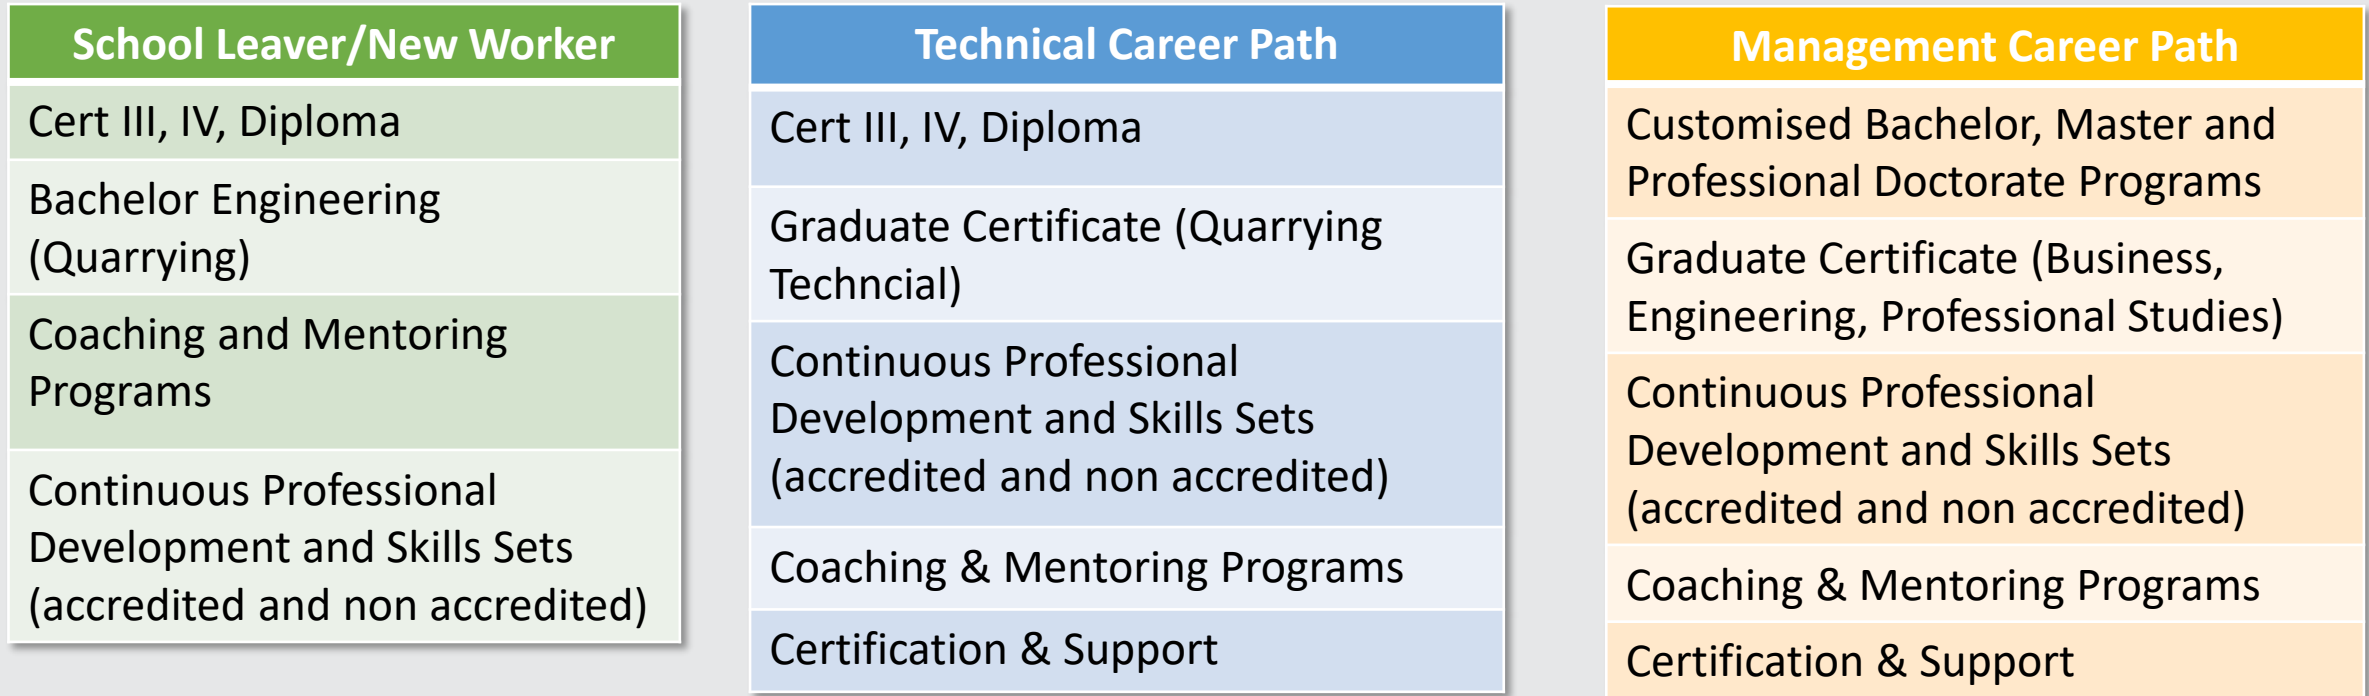 School Leaver/New Worker
Cert III, IV, Diploma
Bachelor Engineering
(Quarrying)
Coaching and Mentoring
Programs
Continuous Professional
Development and Skills Sets
(accredited and non accredited)
Technical Career Path
Cert III, IV, Diploma
Graduate Certificate (Quarrying
Techncial)
Continuous Professional
Development and Skills Sets
(accredited and non accredited)
Coaching & Mentoring Programs
Certification & Support
Management Career Path
Customised Bachelor, Master and
Professional Doctorate Programs
Graduate Certificate (Business,
Engineering, Professional Studies)
Continuous Professional
Development and Skills Sets
(accredited and non accredited)
Coaching & Mentoring Programs
Certification & Support